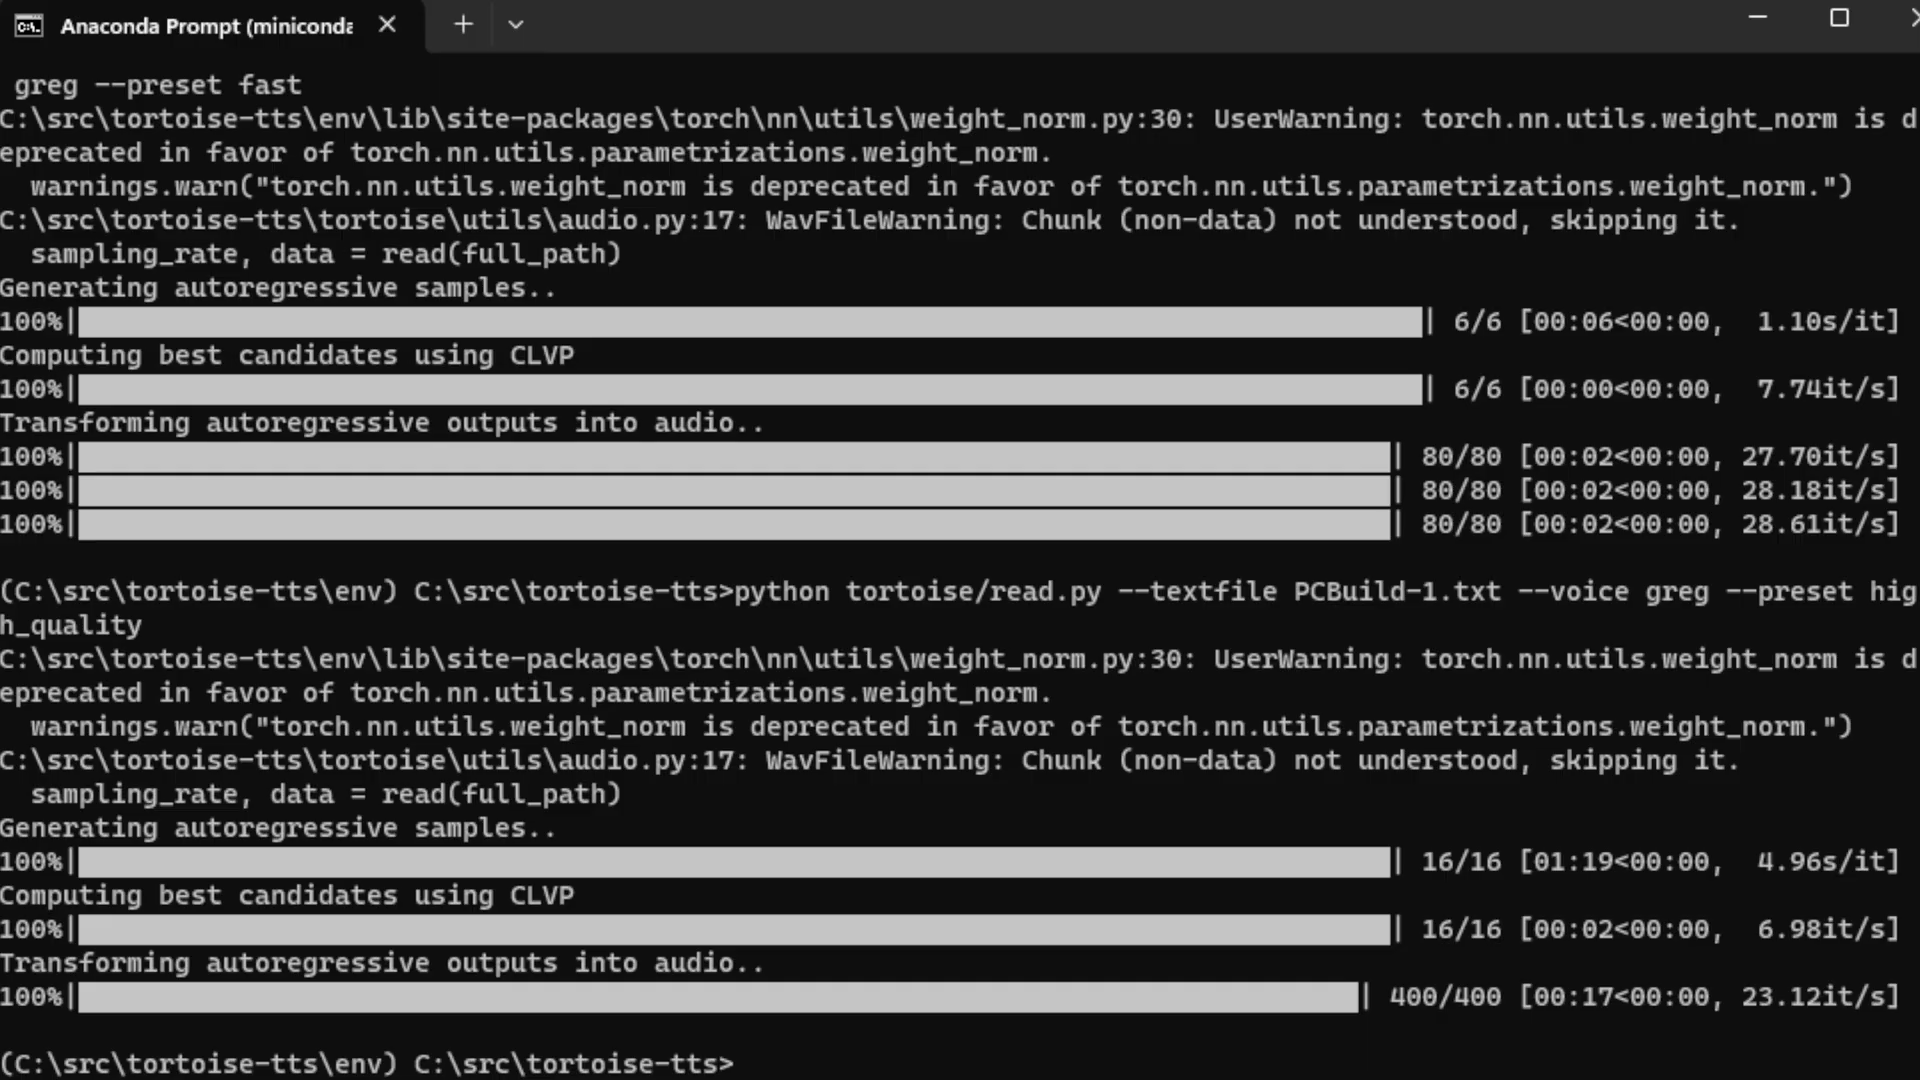 Anaconda Prompt (miniconda
greg --preset fast
C:\src\tortoise-tts\env\lib\site-packages\torch\nn\utils\weight_norm.py:30: UserWarning: torch.nn.utils.weight_norm is d
eprecated in favor of torch.nn.utils.parametrizations.weight_norm.
  warnings.warn("torch.nn.utils.weight_norm is deprecated in favor of torch.nn.utils.parametrizations.weight_norm.")
C:\src\tortoise-tts\tortoise\utils\audio.py:17: WavFileWarning: Chunk (non-data) not understood, skipping it.
  sampling_rate, data = read(full_path)
Generating autoregressive samples..
100%| | 6/6 [00:06<00:00,  1.10s/it]
Computing best candidates using CLVP
100%| | 6/6 [00:00<00:00,  7.74it/s]
Transforming autoregressive outputs into audio..
100%| | 80/80 [00:02<00:00, 27.70it/s]
100%| | 80/80 [00:02<00:00, 28.18it/s]
100%| | 80/80 [00:02<00:00, 28.61it/s]
(C:\src\tortoise-tts\env) C:\src\tortoise-tts>python tortoise/read.py --textfile PCBuild-1.txt --voice greg --preset hig
h_quality
C:\src\tortoise-tts\env\lib\site-packages\torch\nn\utils\weight_norm.py:30: UserWarning: torch.nn.utils.weight_norm is d
eprecated in favor of torch.nn.utils.parametrizations.weight_norm.
  warnings.warn("torch.nn.utils.weight_norm is deprecated in favor of torch.nn.utils.parametrizations.weight_norm.")
C:\src\tortoise-tts\tortoise\utils\audio.py:17: WavFileWarning: Chunk (non-data) not understood, skipping it.
  sampling_rate, data = read(full_path)
Generating autoregressive samples..
100%| | 16/16 [01:19<00:00,  4.96s/it]
Computing best candidates using CLVP
100%| | 16/16 [00:02<00:00,  6.98it/s]
Transforming autoregressive outputs into audio..
100%| | 400/400 [00:17<00:00, 23.12it/s]
(C:\src\tortoise-tts\env) C:\src\tortoise-tts>